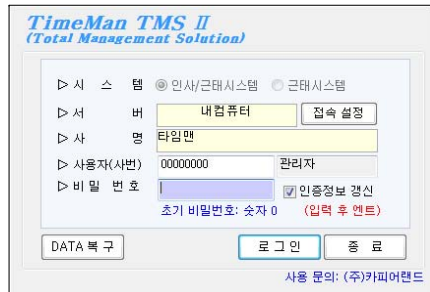 TimeMan TMS Ⅱ
(Total Management Solution)
▷ 시 스 템 인사/근태시스템 근태시스템
▷ 서 버 내컴퓨터 접속 설정
▷ 사 명 타임맨
▷ 사용자(사번) 00000000 관리자
▷ 비밀 번호 인증정보 갱신
초기 비밀번호: 숫자 0 (입력 후 엔트)
DATA 복 구 로 그 인 종 료
사용 문의: (주)카피어랜드